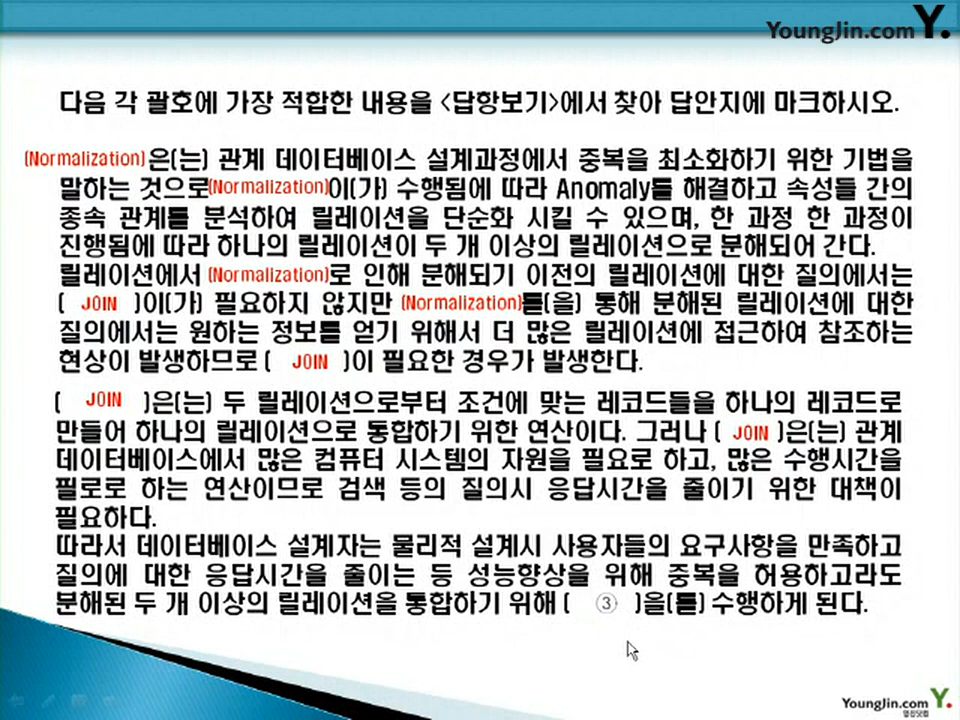 YoungJin.com Y.
다음 각 괄호에 가장 적합한 내용을 <답항보기>에서 찾아 답안지에 마크하시오.
(Normalization)은(는) 관계 데이터베이스 설계과정에서 중복을 최소화하기 위한 기법을
말하는 것으로(Normalization)이(가) 수행됨에 따라 Anomaly를 해결하고 속성들 간의
종속 관계를 분석하여 릴레이션을 단순화 시킬 수 있으며, 한 과정 한 과정이
진행됨에 따라 하나의 릴레이션이 두 개 이상의 릴레이션으로 분해되어 간다.
릴레이션에서 (Normalization)로 인해 분해되기 이전의 릴레이션에 대한 질의에서는
( JOIN )이(가) 필요하지 않지만 (Normalization)를(을) 통해 분해된 릴레이션에 대한
질의에서는 원하는 정보를 얻기 위해서 더 많은 릴레이션에 접근하여 참조하는
현상이 발생하므로 ( JOIN )이 필요한 경우가 발생한다.
( JOIN )은(는) 두 릴레이션으로부터 조건에 맞는 레코드들을 하나의 레코드로
만들어 하나의 릴레이션으로 통합하기 위한 연산이다. 그러나 ( JOIN )은(는) 관계
데이터베이스에서 많은 컴퓨터 시스템의 자원을 필요로 하고, 많은 수행시간을
필로로 하는 연산이므로 검색 등의 질의시 응답시간을 줄이기 위한 대책이
필요하다.
따라서 데이터베이스 설계자는 물리적 설계시 사용자들의 요구사항을 만족하고
질의에 대한 응답시간을 줄이는 등 성능향상을 위해 중복을 허용하고라도
분해된 두 개 이상의 릴레이션을 통합하기 위해 ( ③ )을(를) 수행하게 된다.
YoungJin.com Y.
영진닷컴